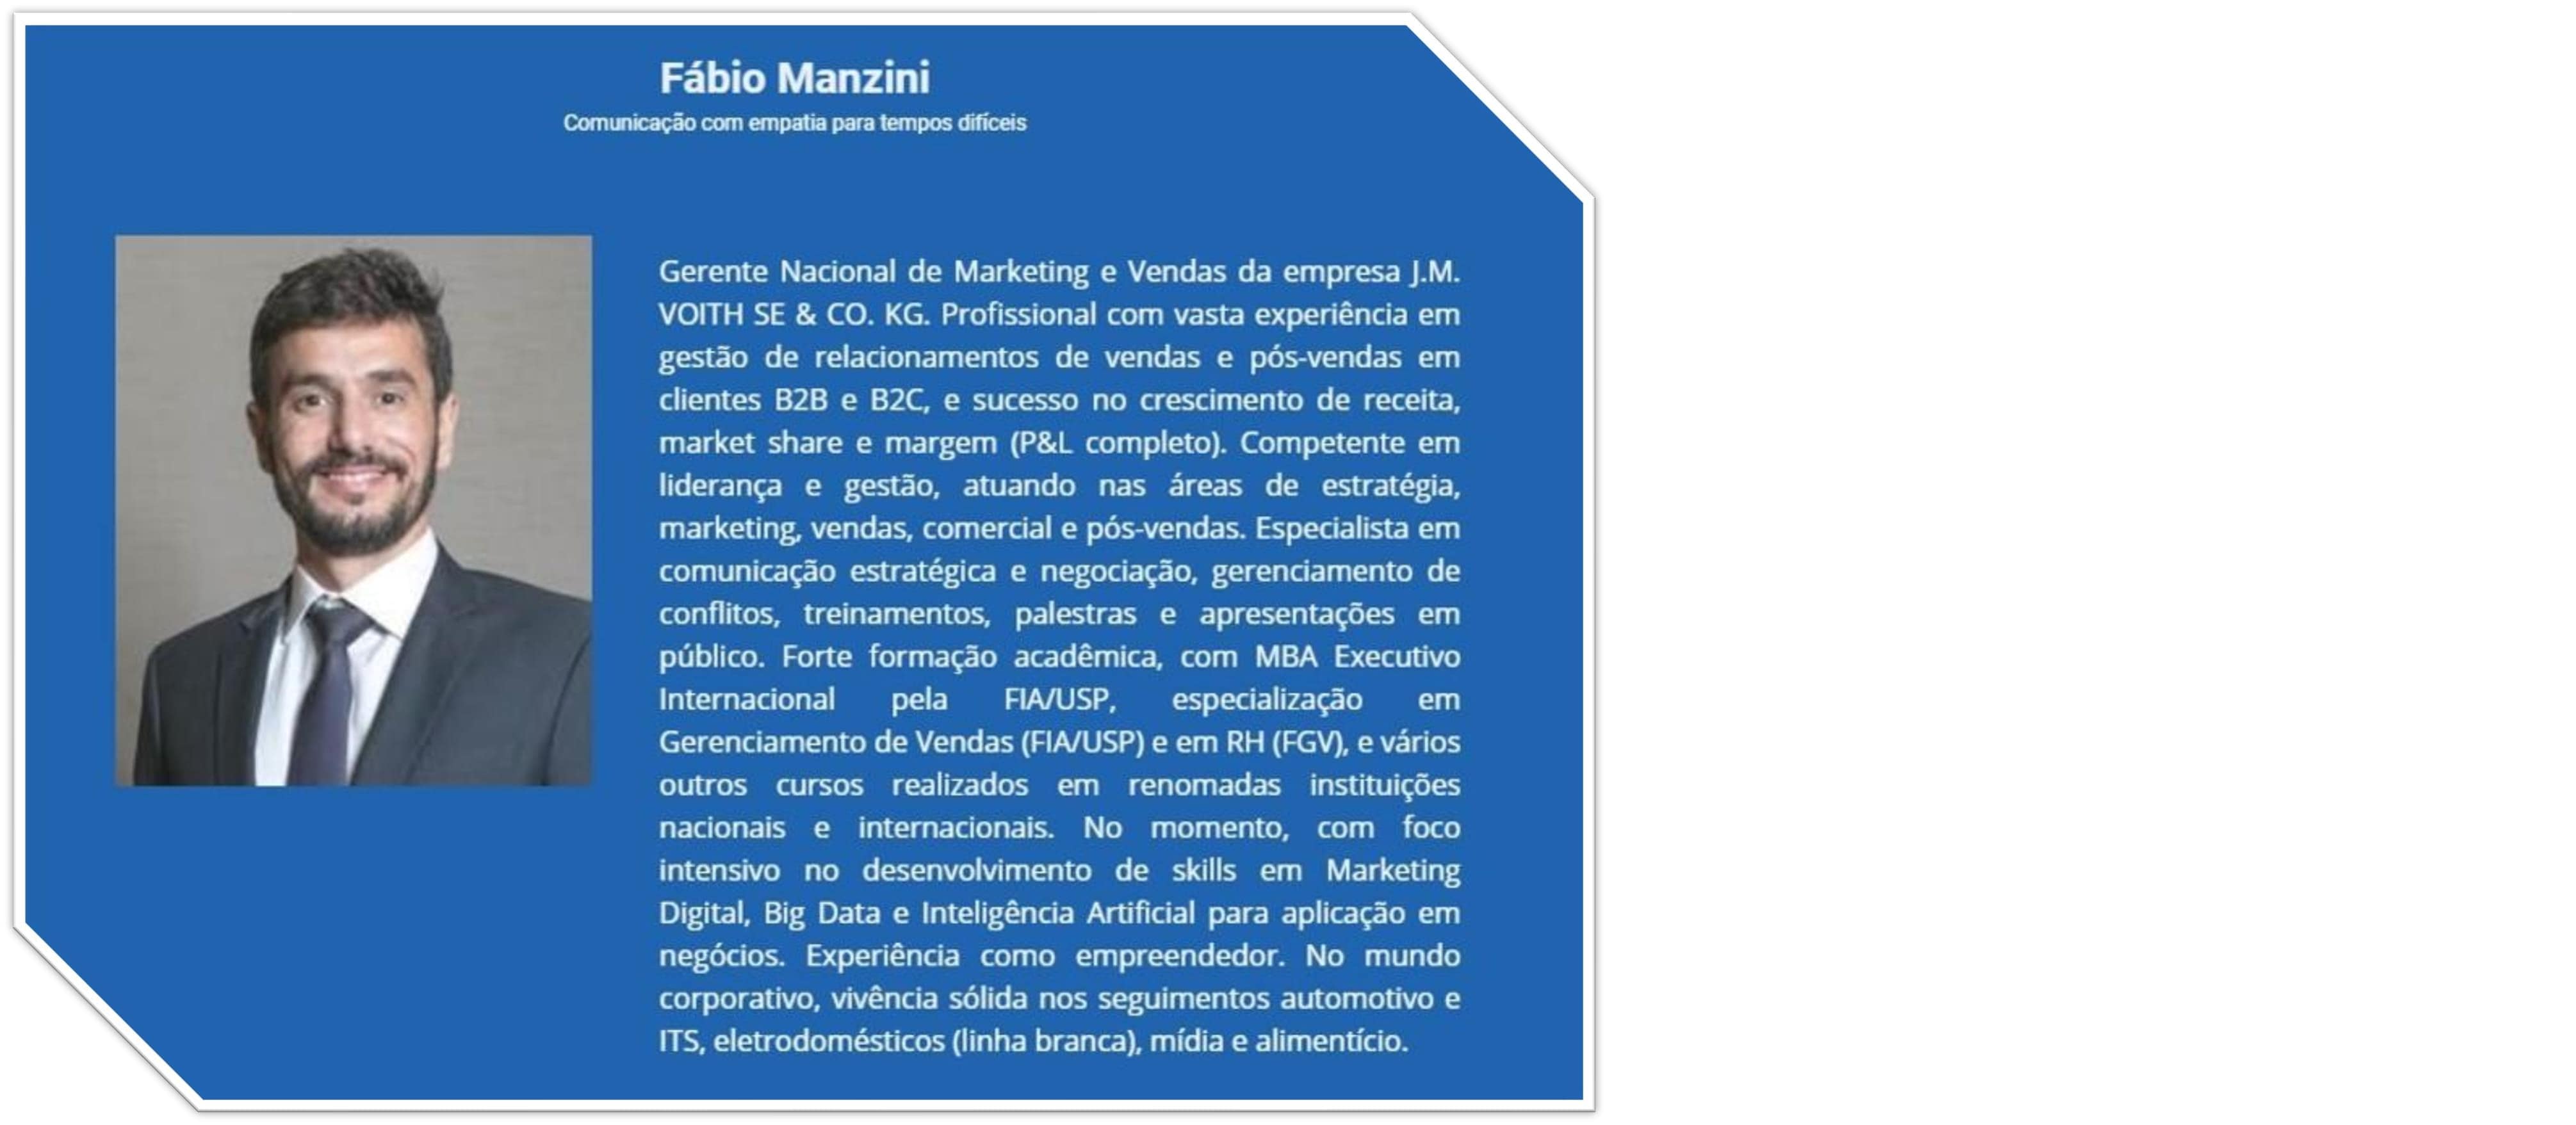 Fábio Manzini
Comunicação com empatia para tempos difíceis
Gerente Nacional de Marketing e Vendas da empresa J.M.
VOITH SE & CO. KG. Profissional com vasta experiência em
gestão de relacionamentos de vendas e pós-vendas em
clientes B2B e B2C, e sucesso no crescimento de receita,
market share e margem (P&L completo). Competente em
liderança e gestão, atuando nas áreas de estratégia,
marketing, vendas, comercial e pós-vendas. Especialista em
comunicação estratégica e negociação, gerenciamento de
conflitos, treinamentos, palestras e apresentações em
público. Forte formação acadêmica, com MBA Executivo
Internacional pela FIA/USP, especialização em
Gerenciamento de Vendas (FIA/USP) e em RH (FGV), e vários
outros cursos realizados em renomadas instituições
nacionais e internacionais. No momento, com foco
intensivo no desenvolvimento de skills em Marketing
Digital, Big Data e Inteligência Artificial para aplicação em
negócios. Experiência como empreendedor. No mundo
corporativo, vivência sólida nos seguimentos automotivo e
ITS, eletrodomésticos (linha branca), mídia e alimentício.